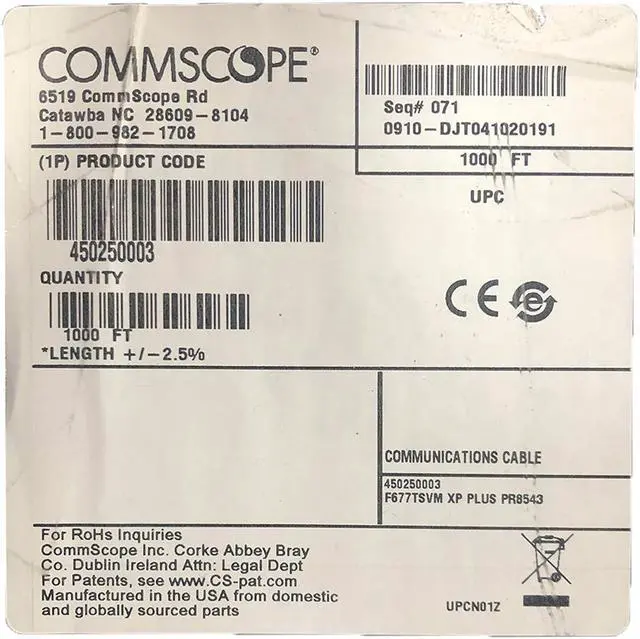 COMMSCOPE®
6519 CommScope Rd
Catawba NC 28609-8104
1-800-982-1708
Seq# 071
0910-DJT041020191
1000 FT
UPC
(1P) PRODUCT CODE
450250003
QUANTITY
1000 FT
*LENGTH +/-2.5%
CE e
COMMUNICATIONS CABLE
450250003
F677TSVM XP PLUS PR8543
For RoHs Inquiries
CommScope Inc. Corke Abbey Bray
Co. Dublin Ireland Attn: Legal Dept
For Patents, see www.CS-pat.com
Manufactured in the USA from domestic
and globally sourced parts
UPCN01Z